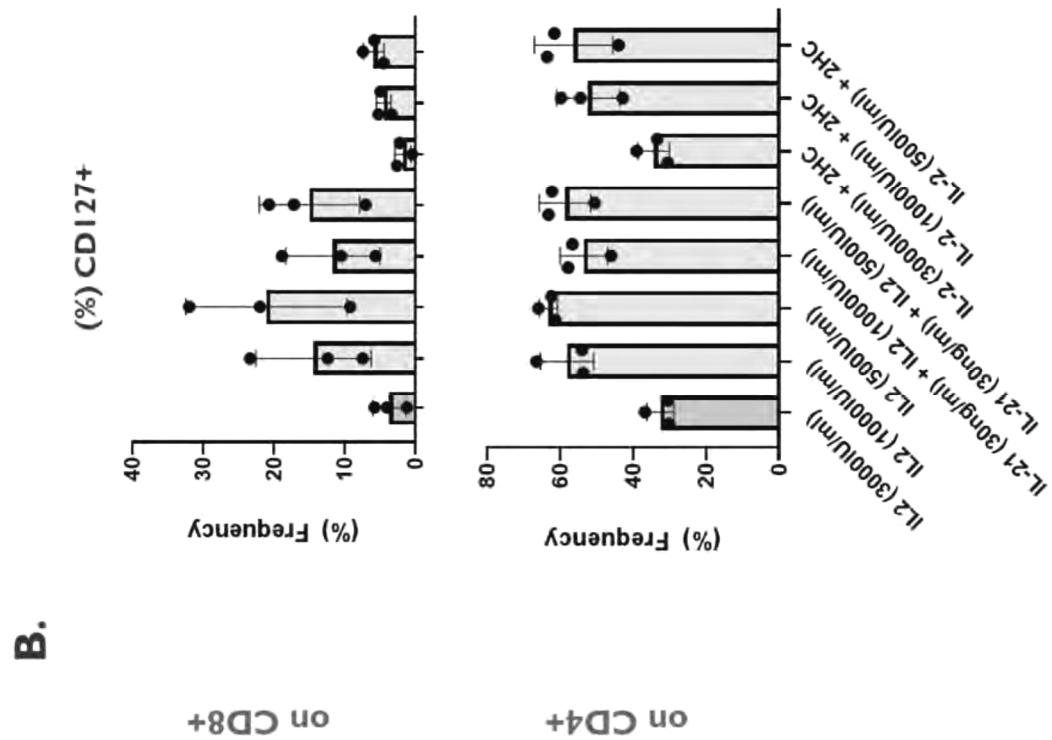 B.
(%) CD127+
on CD8+
(%) Frequency
40
30
20
10
0
on CD4+
(%) Frequency
80
60
40
20
0
IL2 (3000IU/ml)
IL2 (1000IU/ml)
IL2 (500IU/ml)
IL-21 (30ng/ml) + IL2 (1000IU/ml)
IL-21 (30ng/ml) + IL2 (500IU/ml)
IL-2 (3000IU/ml) + 2HC
IL-2 (1000IU/ml) + 2HC
IL-2 (500IU/ml) + 2HC